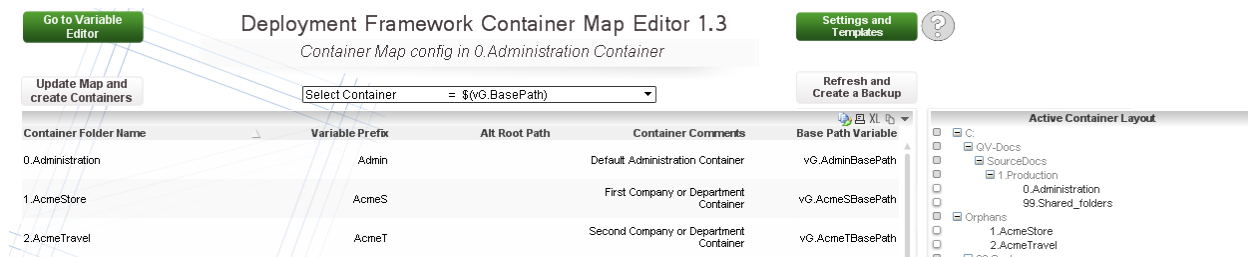 Go to Variable
Editor
Deployment Framework Container Map Editor 1.3
Container Map config in 0.Administration Container
Settings and
Templates
?
Update Map and
create Containers
Select Container = $(vG.BasePath)
Refresh and
Create a Backup
XL
Container Folder Name Variable Prefix Alt Root Path Container Comments Base Path Variable
0.Administration Admin Default Administration Container vG.AdminBasePath
1.AcmeStore AcmeS First Company or Department
Container vG.AcmeSBasePath
2.AcmeTravel AcmeT Second Company or Department
Container vG.AcmeTBasePath
Active Container Layout
C:
QV-Docs
SourceDocs
1.Production
0.Administration
99.Shared_folders
Orphans
1.AcmeStore
2.AcmeTravel